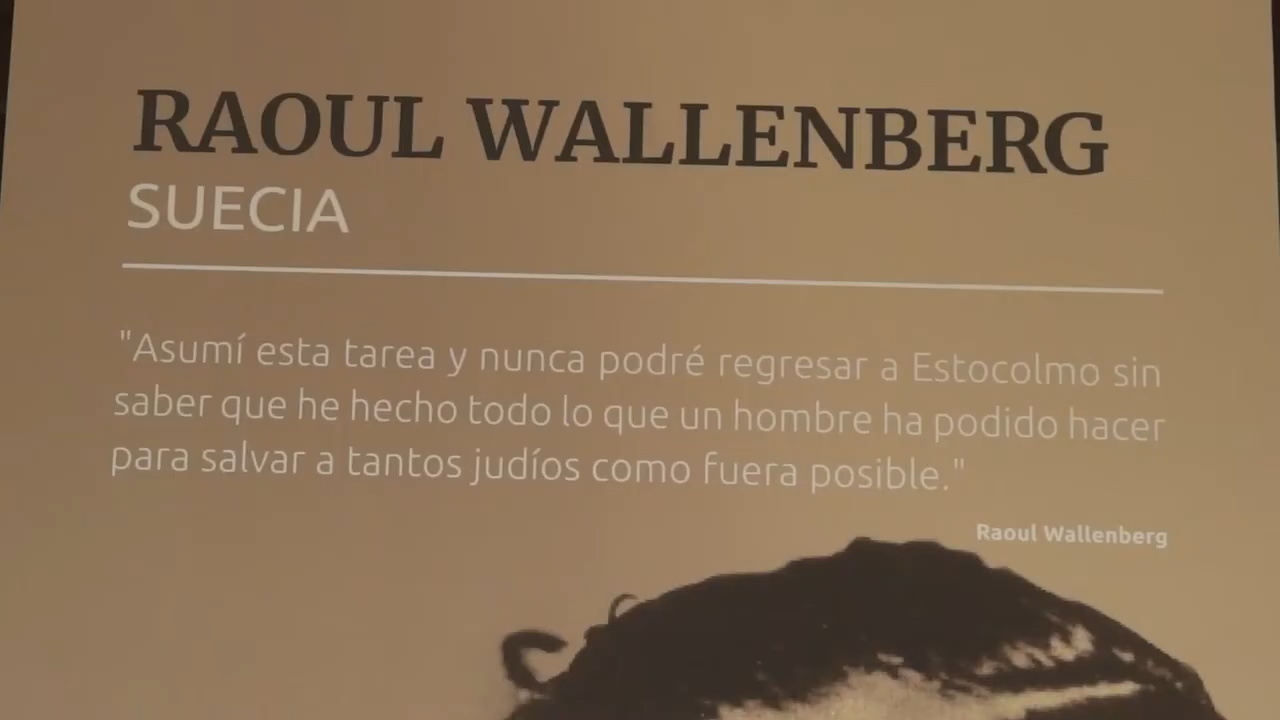 RAOUL WALLENBERG
SUECIA
"Asumí esta tarea y nunca podré regresar a Estocolmo sin
saber que he hecho todo lo que un hombre ha podido hacer
para salvar a tantos judíos como fuera posible."
Raoul Wallenberg